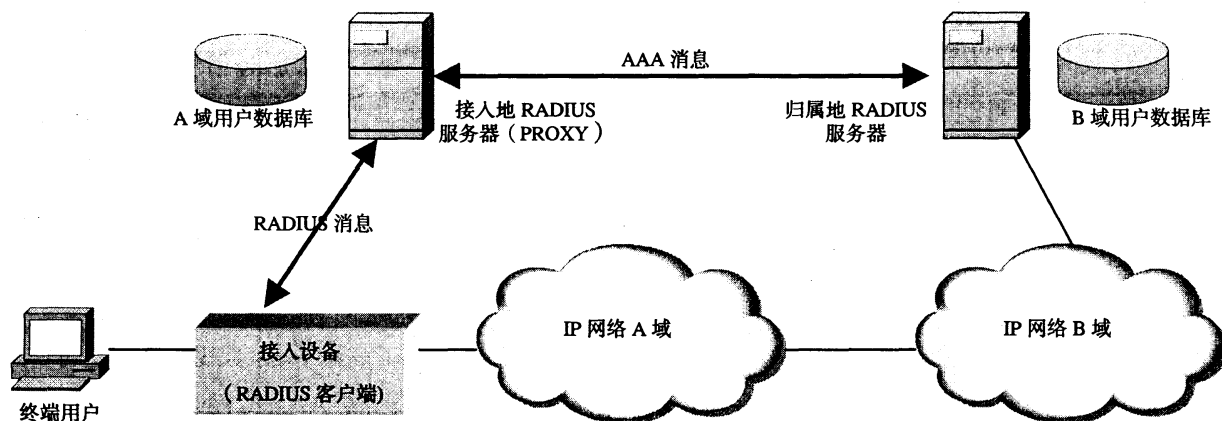 AAA 消息
A 域用户数据库
接入地 RADIUS
服务器（PROXY）
归属地 RADIUS
服务器
B 域用户数据库
RADIUS 消息
IP 网络 A 域
IP 网络 B 域
接入设备
（RADIUS 客户端)
终端用户